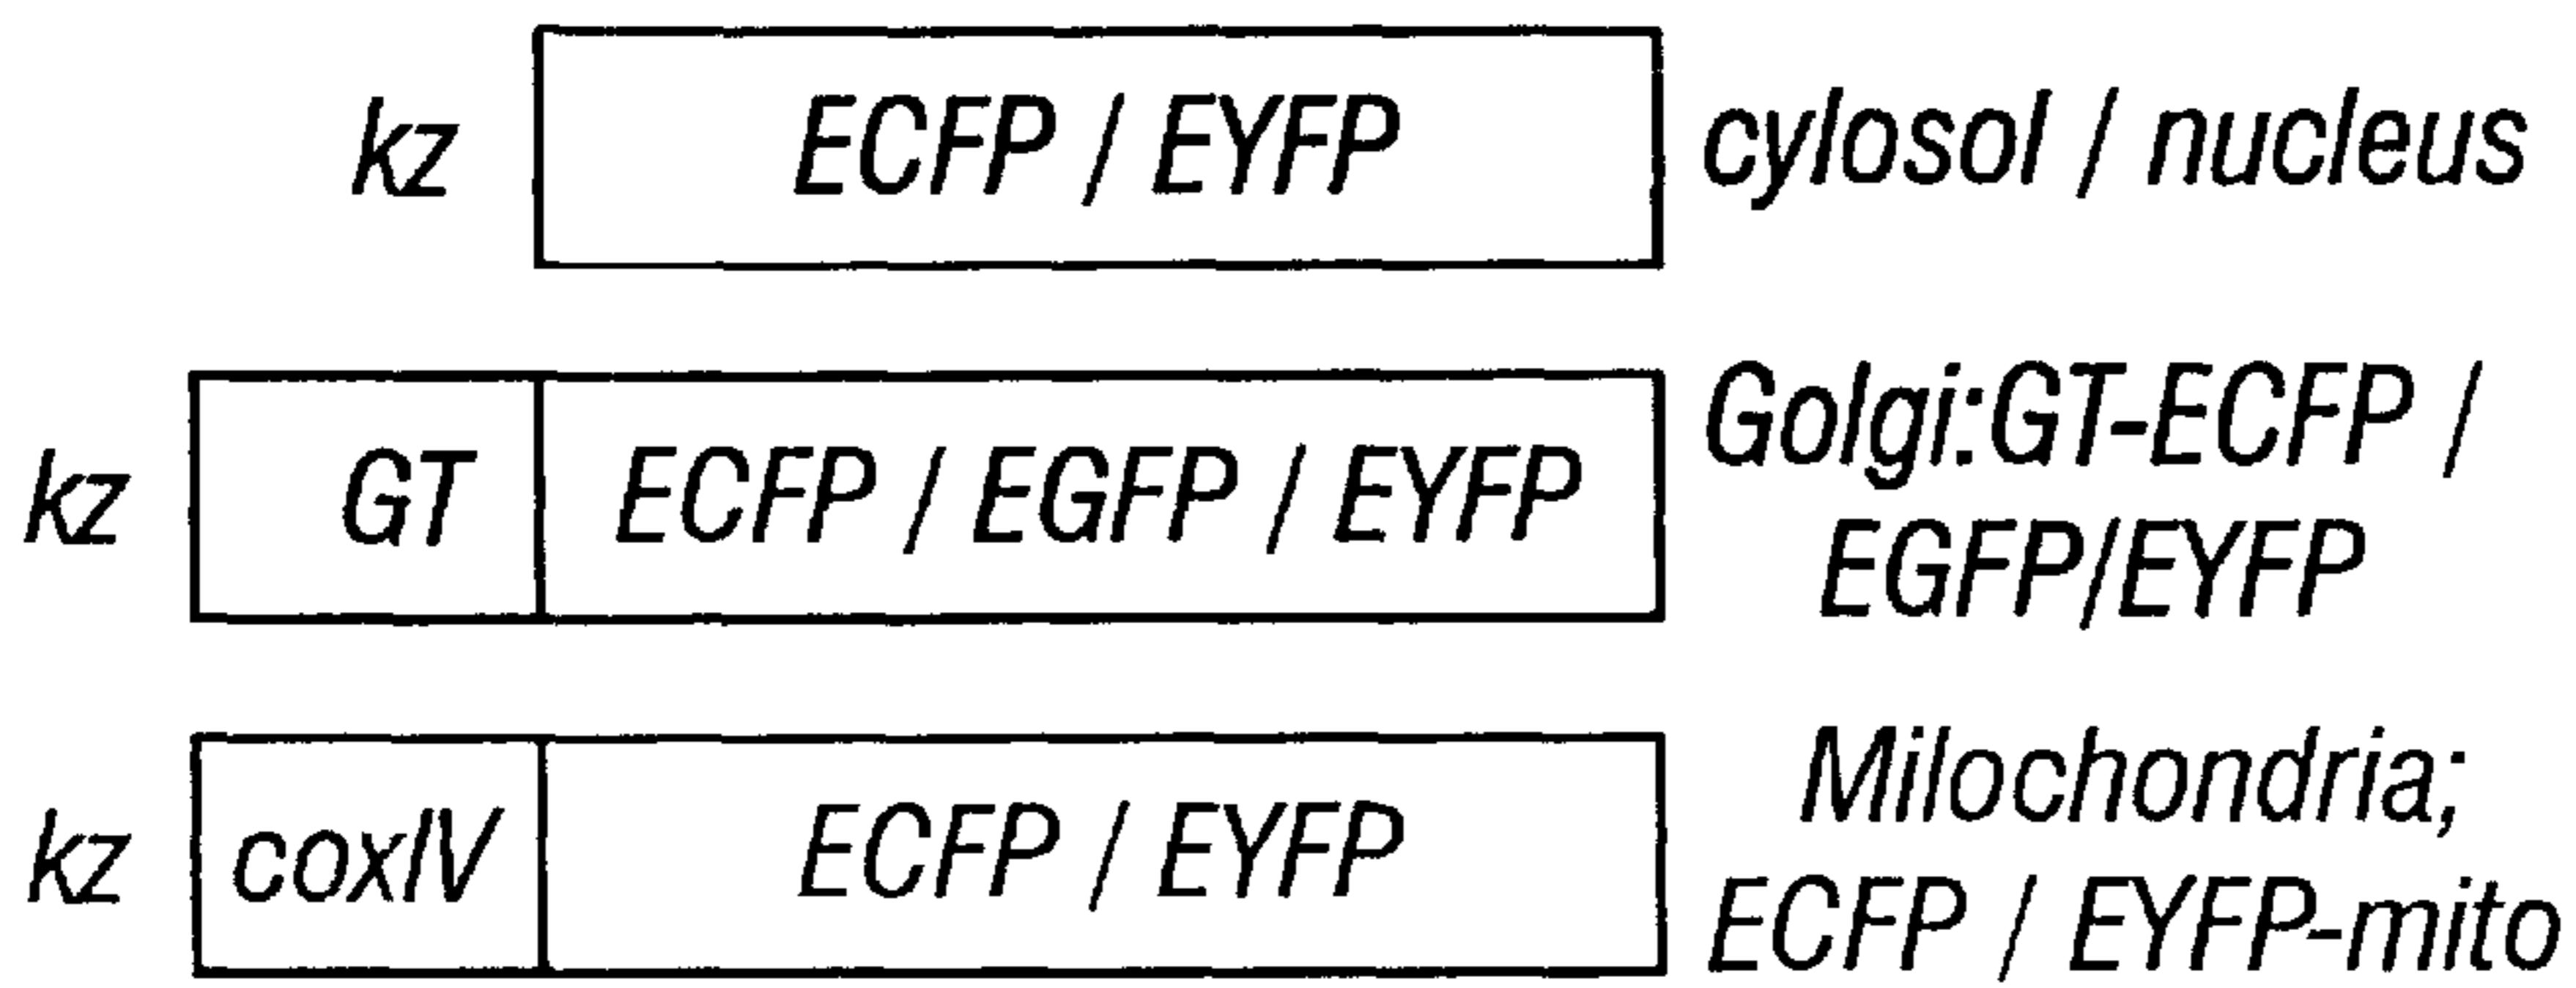 kz ECFP / EYFP cylosol / nucleus
kz GT ECFP / EGFP / EYFP Golgi:GT-ECFP /
EGFP/EYFP
kz coxIV ECFP / EYFP Milochondria;
ECFP / EYFP-mito